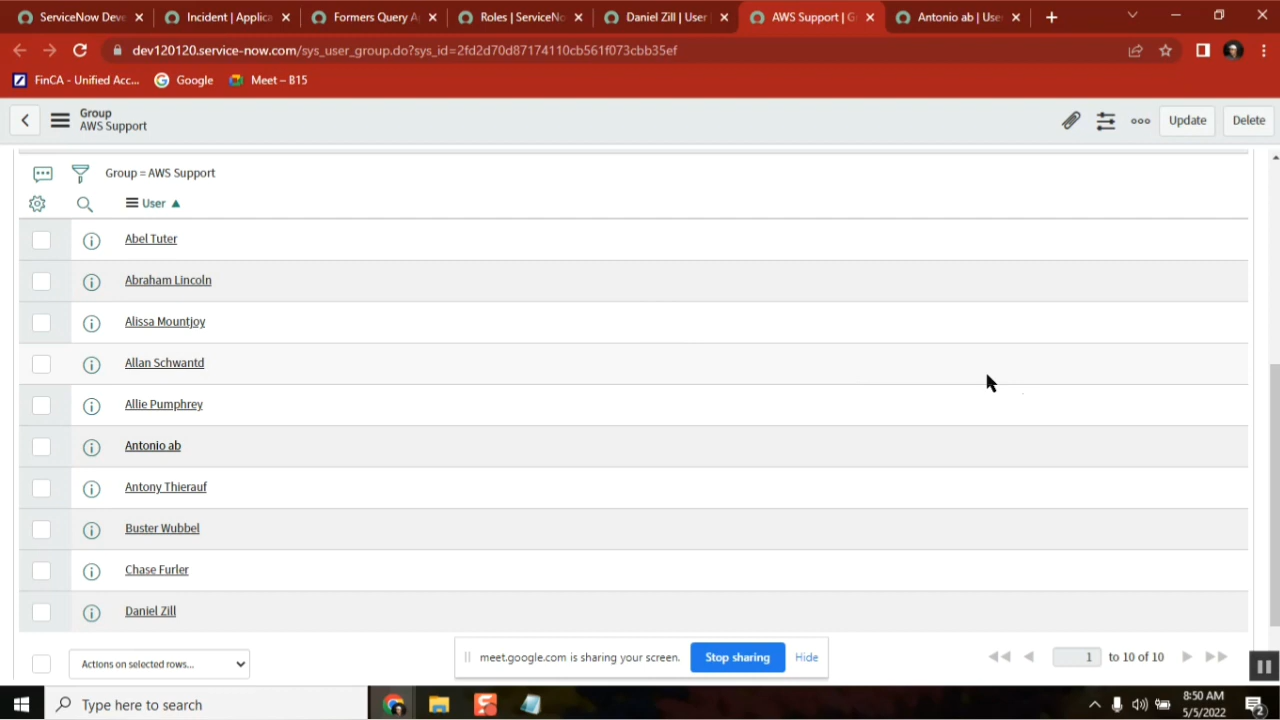 ServiceNow Deve
Incident | Applica
Formers Query A
Roles | ServiceNo
Daniel Zill | User
AWS Support | G
Antonio ab | Use
dev120120.service-now.com/sys_user_group.do?sys_id=2fd2d70d87174110cb561f073cbb35ef
FinCA - Unified Acc...
Google
Meet – B15
Group
AWS Support
Update
Delete
Group = AWS Support
User
Abel Tuter
Abraham Lincoln
Alissa Mountjoy
Allan Schwantd
Allie Pumphrey
Antonio ab
Antony Thierauf
Buster Wubbel
Chase Furler
Daniel Zill
Actions on selected rows...
meet.google.com is sharing your screen.
Stop sharing
Hide
1 to 10 of 10
Type here to search
8:50 AM
5/5/2022
2